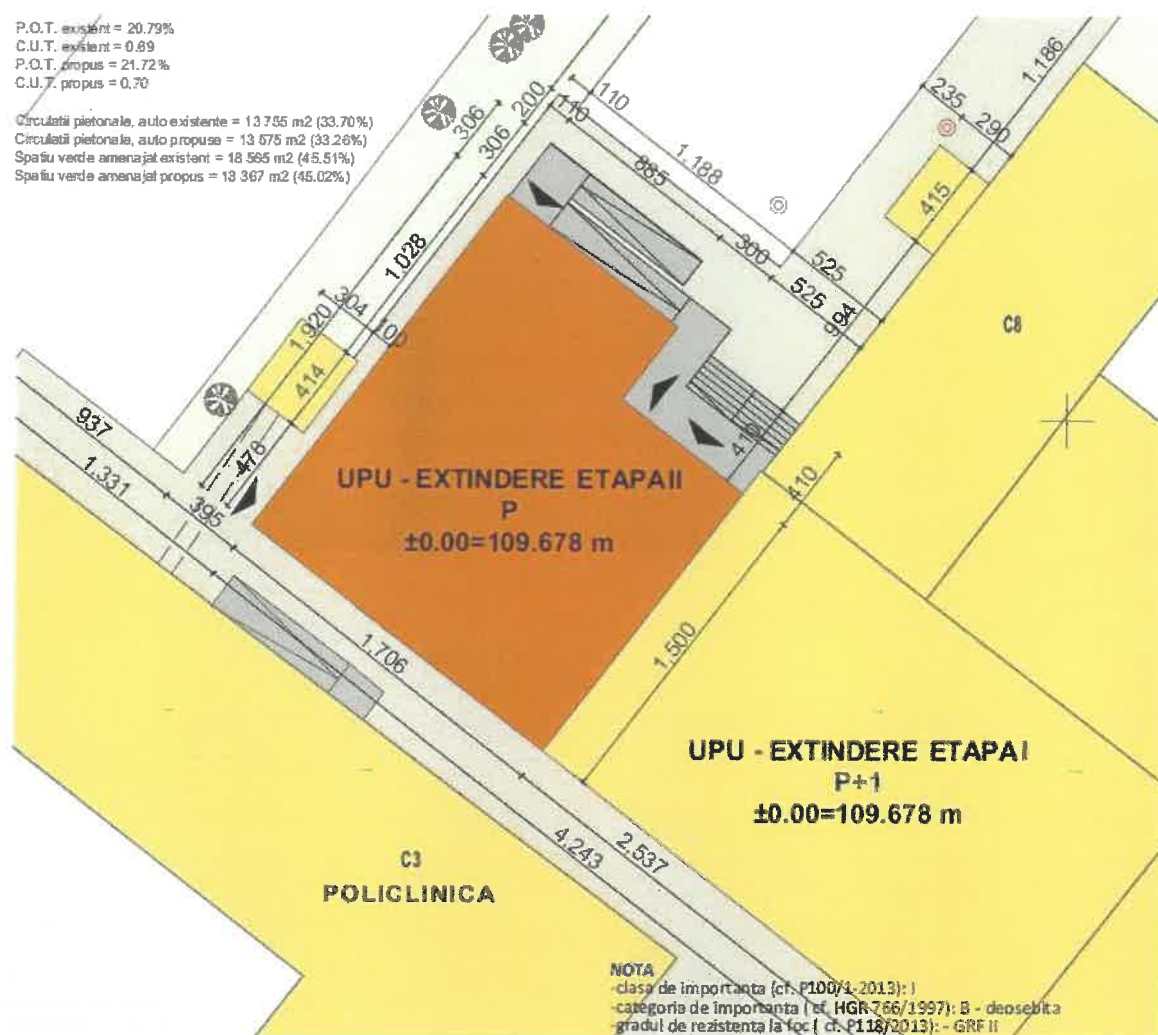 P.O.T. existent = 20.79%
C.U.T. existent = 0.69
P.O.T. propus = 21.72%
C.U.T. propus = 0.70
Circulatii pietonale, auto existente = 13 755 m2 (33.70%)
Circulatii pietonale, auto propuse = 13 575 m2 (33.26%)
Spatiu verde amenajat existent = 18 565 m2 (45.51%)
Spatiu verde amenajat propus = 18 367 m2 (45.02%)
306
306
200
110
110
1,188
885
300
525
525
235
290
1,186
415
994
C8
1,028
304
100
1,920
414
478
937
1,331
395
410
410
UPU - EXTINDERE ETAPAII
P
±0.00=109.678 m
1,500
1,706
UPU - EXTINDERE ETAPAI
P+1
±0.00=109.678 m
4,243
2,537
C3
POLICLINICA
NOTA
-clasa de importanta (cf. P100/1-2013): I
-categoria de importanta ( cf. HGR 766/1997): B - deosebita
-gradul de rezistenta la foc ( cf. P118/2013): - GRF II